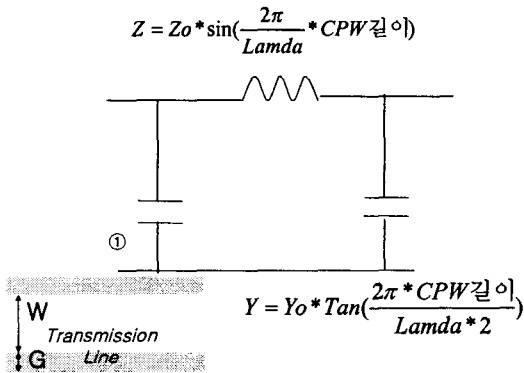 Z = Zo * sin(2π/Lamda * CPW길이)
①
W
Transmission
G Line
Y = Yo * Tan(2π * CPW길이/Lamda * 2)